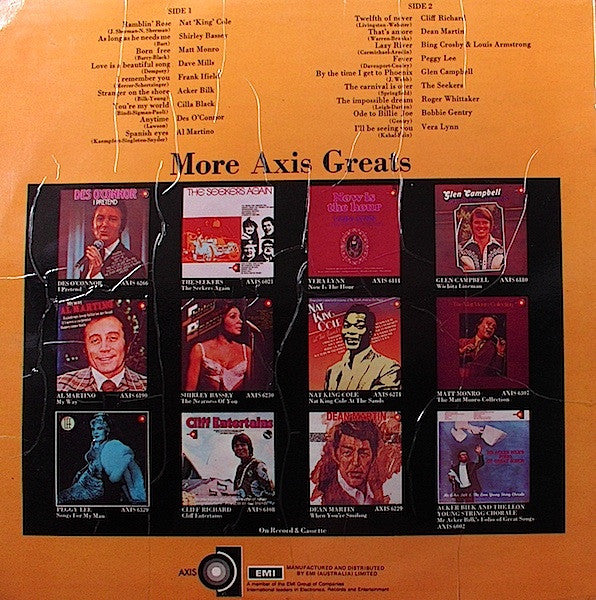 SIDE 1
Ramblin' Rose Nat 'King' Cole
(J. Sherman-N. Sherman)
As long as he needs me Shirley Bassey
(Bart)
Born free Matt Monro
(Barry-Black)
Love is a beautiful song Dave Mills
(Dempsey)
I remember you Frank Ifield
(Mercer-Schertzinger)
Stranger on the shore Acker Bilk
(Bilk-Young)
You're my world Cilla Black
(Bindi-Sigman-Paoli)
Anytime Des O'Connor
(Lawson)
Spanish eyes Al Martino
(Kaempfert-Singleton-Snyder)
SIDE 2
Twelfth of never Cliff Richard
(Livingston-Webster)
That's amore Dean Martin
(Warren-Brooks)
Lazy River Bing Crosby & Louis Armstrong
(Carmichael-Arodin)
Fever Peggy Lee
(Davenport-Cooley)
By the time I get to Phoenix Glen Campbell
(J. Webb)
The carnival is over The Seekers
(Springfield)
The impossible dream Roger Whittaker
(Leigh-Darion)
Ode to Billie Joe Bobbie Gentry
(Gentry)
I'll be seeing you Vera Lynn
(Kahal-Fain)
More Axis Greats
DES O'CONNOR
I PRETEND
THE SEEKERS AGAIN
Now is
the hour
Glen Campbell
DES O'CONNOR AXIS 6266
I Pretend
THE SEEKERS AXIS 6021
The Seekers Again
VERA LYNN AXIS 6114
Now Is The Hour
GLEN CAMPBELL AXIS 6180
Wichita Lineman
My way
AL MARTINO
NAT
KING
COLE
AL MARTINO AXIS 6190
My Way
SHIRLEY BASSEY AXIS 6230
The Nearness Of You
NAT KING COLE AXIS 6214
Nat King Cole At The Sands
MATT MONRO AXIS 6307
The Matt Monro Collection
Cliff Entertains
DEAN MARTIN
PEGGY LEE AXIS 6329
Songs For My Man
CLIFF RICHARD AXIS 6108
Cliff Entertains
DEAN MARTIN AXIS 6229
When You're Smiling
ACKER BILK AND THE LEON
YOUNG STRING CHORALE
Mr Acker Bilk's Folio of Great Songs
AXIS 6002
On Record & Cassette
AXIS
EMI
MANUFACTURED AND DISTRIBUTED
BY EMI (AUSTRALIA) LIMITED
A member of the EMI Group of Companies
International leaders in Electronics, Records and Entertainment